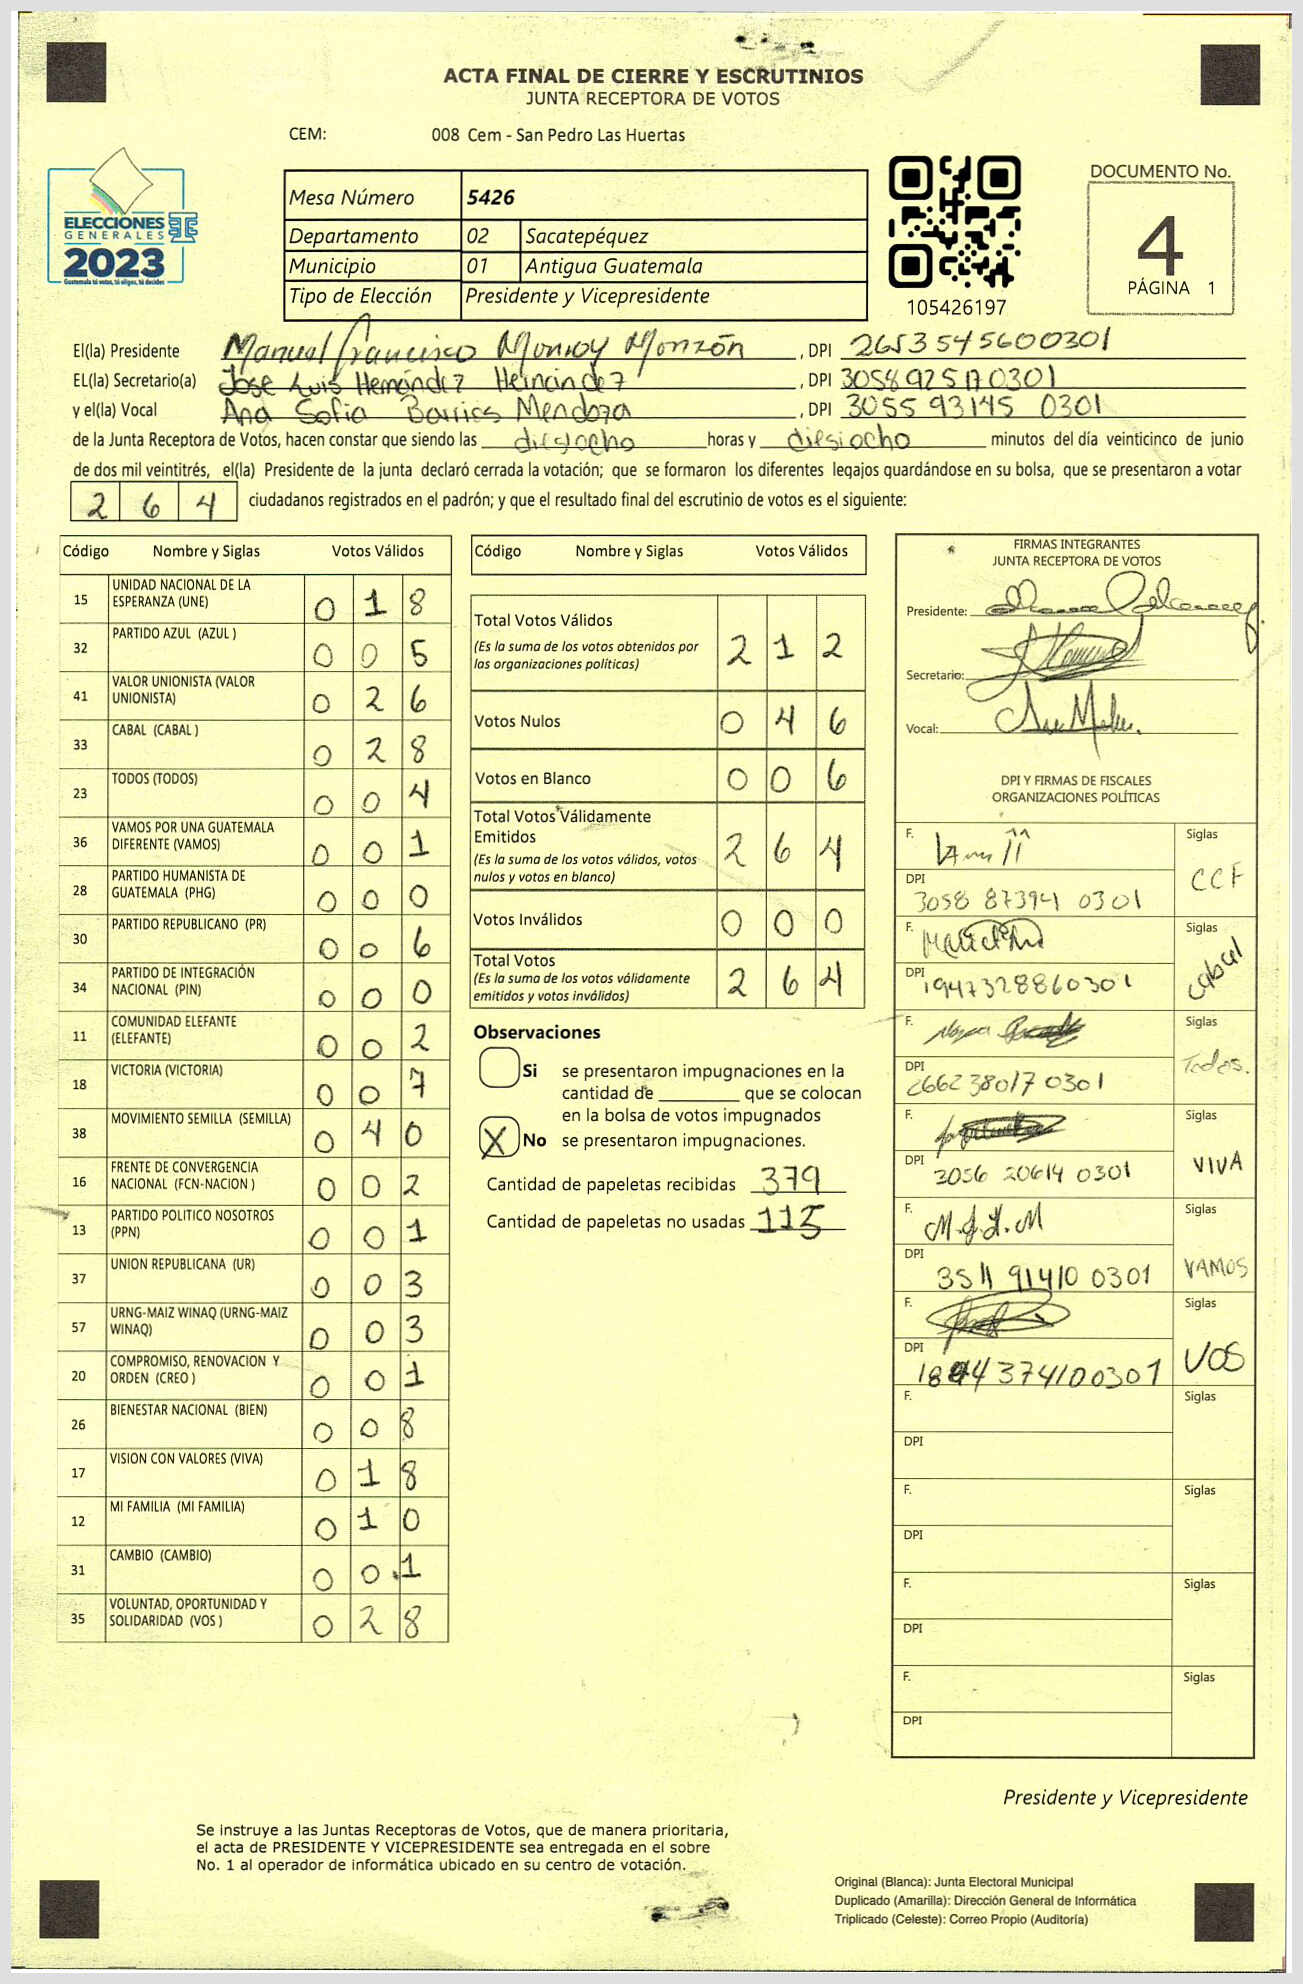 ACTA FINAL DE CIERRE Y ESCRUTINIOS
JUNTA RECEPTORA DE VOTOS
CEM: 008 Cem - San Pedro Las Huertas
ELECCIONES
GENERALES
2023
Guatemala tú votas, tú eliges, tú decides
Mesa Número 5426
Departamento 02 Sacatepéquez
Municipio 01 Antigua Guatemala
Tipo de Elección Presidente y Vicepresidente
105426197
DOCUMENTO No.
4
PÁGINA 1
El(la) Presidente Manuel Francisco Monroy Monzón , DPI 2653545600301
EL(la) Secretario(a) Jose Luis Hernández Hernández , DPI
y el(la) Vocal Ana Sofia Barrios Mendoza , DPI 3055 93145 0301
de la Junta Receptora de Votos, hacen constar que siendo las diesiocho horas y diesiocho minutos del día veinticinco de junio
de dos mil veintitrés, el(la) Presidente de la junta declaró cerrada la votación; que se formaron los diferentes legajos guardándose en su bolsa, que se presentaron a votar
2 6 4 ciudadanos registrados en el padrón; y que el resultado final del escrutinio de votos es el siguiente:
Código Nombre y Siglas Votos Válidos
15 UNIDAD NACIONAL DE LA
ESPERANZA (UNE) 0 1 8
32 PARTIDO AZUL (AZUL ) 0 0 5
41 VALOR UNIONISTA (VALOR
UNIONISTA) 0 2 6
33 CABAL (CABAL ) 0 2 8
23 TODOS (TODOS) 0 0 4
36 VAMOS POR UNA GUATEMALA
DIFERENTE (VAMOS) 0 0 1
28 PARTIDO HUMANISTA DE
GUATEMALA (PHG) 0 0 0
30 PARTIDO REPUBLICANO (PR) 0 0 6
34 PARTIDO DE INTEGRACIÓN
NACIONAL (PIN) 0 0 0
11 COMUNIDAD ELEFANTE
(ELEFANTE) 0 0 2
18 VICTORIA (VICTORIA) 0 0 7
38 MOVIMIENTO SEMILLA (SEMILLA) 0 4 0
16 FRENTE DE CONVERGENCIA
NACIONAL (FCN-NACION ) 0 0 2
13 PARTIDO POLITICO NOSOTROS
(PPN) 0 0 1
37 UNION REPUBLICANA (UR) 0 0 3
57 URNG-MAIZ WINAQ (URNG-MAIZ
WINAQ) 0 0 3
20 COMPROMISO, RENOVACION Y
ORDEN (CREO ) 0 0 1
26 BIENESTAR NACIONAL (BIEN) 0 0 8
17 VISION CON VALORES (VIVA) 0 1 8
12 MI FAMILIA (MI FAMILIA) 0 1 0
31 CAMBIO (CAMBIO) 0 0 1
35 VOLUNTAD, OPORTUNIDAD Y
SOLIDARIDAD (VOS ) 0 2 8
Código Nombre y Siglas Votos Válidos
Total Votos Válidos
(Es la suma de los votos obtenidos por
las organizaciones políticas) 2 1 2
Votos Nulos 0 4 6
Votos en Blanco 0 0 6
Total Votos Válidamente
Emitidos
(Es la suma de los votos válidos, votos
nulos y votos en blanco) 2 6 4
Votos Inválidos 0 0 0
Total Votos
(Es la suma de los votos válidamente
emitidos y votos inválidos) 2 6 4
Observaciones
Si se presentaron impugnaciones en la
cantidad de ________ que se colocan
en la bolsa de votos impugnados
X No se presentaron impugnaciones.
Cantidad de papeletas recibidas 379
Cantidad de papeletas no usadas 115
FIRMAS INTEGRANTES
JUNTA RECEPTORA DE VOTOS
Presidente:
Secretario:
Vocal:
DPI Y FIRMAS DE FISCALES
ORGANIZACIONES POLÍTICAS
F. Siglas
CCF
DPI
3058 87394 0301
F. Siglas
Cabal
DPI
1947328860301
F. Siglas
Todos.
DPI
266238017 0301
F. Siglas
VIVA
DPI
3056 20614 0301
F. M.J.L.M Siglas
VAMOS
DPI
3511 91410 0301
F. Siglas
VOS
DPI
F. Siglas
DPI
F. Siglas
DPI
F. Siglas
DPI
F. Siglas
DPI
Presidente y Vicepresidente
Se instruye a las Juntas Receptoras de Votos, que de manera prioritaria,
el acta de PRESIDENTE Y VICEPRESIDENTE sea entregada en el sobre
No. 1 al operador de informática ubicado en su centro de votación.
Original (Blanca): Junta Electoral Municipal
Duplicado (Amarilla): Dirección General de Informática
Triplicado (Celeste): Correo Propio (Auditoría)